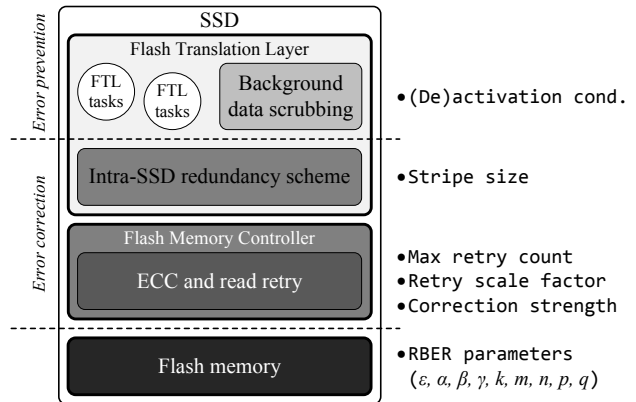 SSD
Flash Translation Layer
FTL
tasks
FTL
tasks
Background
data scrubbing
Error prevention
•(De)activation cond.
Intra-SSD redundancy scheme
•Stripe size
Error correction
Flash Memory Controller
ECC and read retry
•Max retry count
•Retry scale factor
•Correction strength
Flash memory
•RBER parameters
(ε, α, β, γ, k, m, n, p, q)